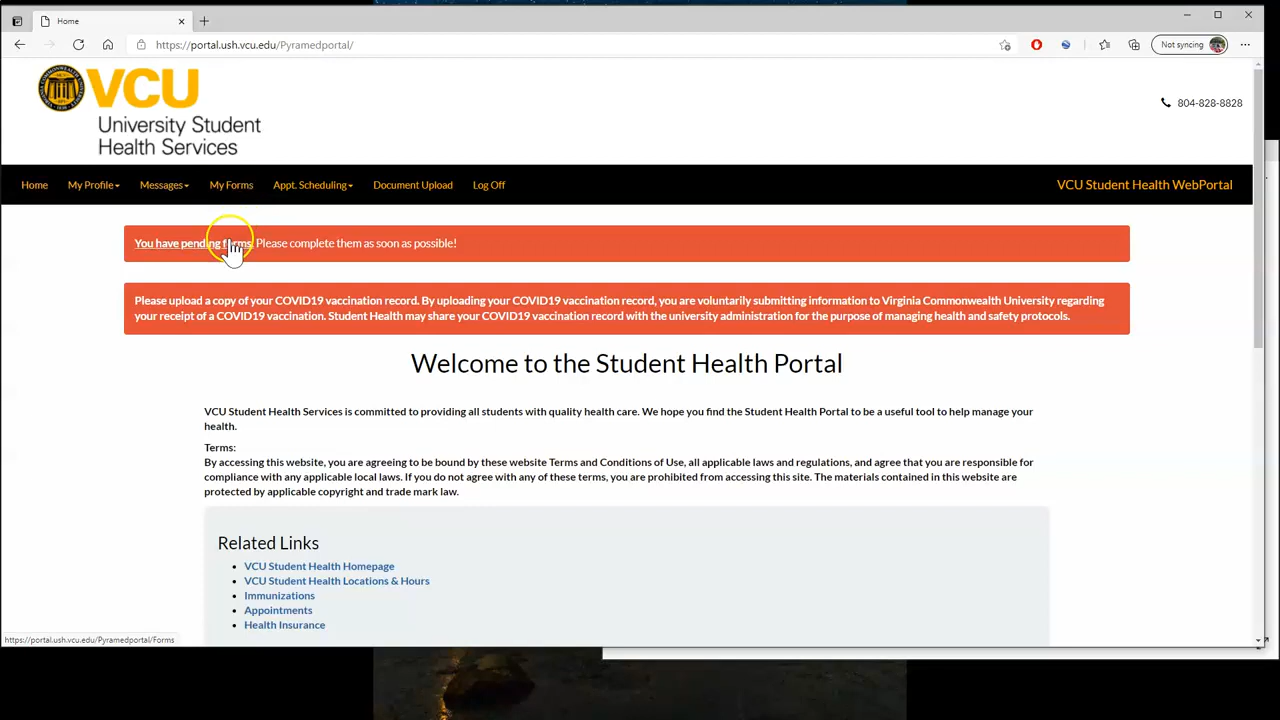 Home
https://portal.ush.vcu.edu/Pyramedportal/
Not syncing
VCU
University Student
Health Services
804-828-8828
Home My Profile Messages My Forms Appt. Scheduling Document Upload Log Off VCU Student Health WebPortal
You have pending forms. Please complete them as soon as possible!
Please upload a copy of your COVID19 vaccination record. By uploading your COVID19 vaccination record, you are voluntarily submitting information to Virginia Commonwealth University regarding
your receipt of a COVID19 vaccination. Student Health may share your COVID19 vaccination record with the university administration for the purpose of managing health and safety protocols.
Welcome to the Student Health Portal
VCU Student Health Services is committed to providing all students with quality health care. We hope you find the Student Health Portal to be a useful tool to help manage your
health.
Terms:
By accessing this website, you are agreeing to be bound by these website Terms and Conditions of Use, all applicable laws and regulations, and agree that you are responsible for
compliance with any applicable local laws. If you do not agree with any of these terms, you are prohibited from accessing this site. The materials contained in this website are
protected by applicable copyright and trade mark law.
Related Links
VCU Student Health Homepage
VCU Student Health Locations & Hours
Immunizations
Appointments
Health Insurance
https://portal.ush.vcu.edu/Pyramedportal/Forms